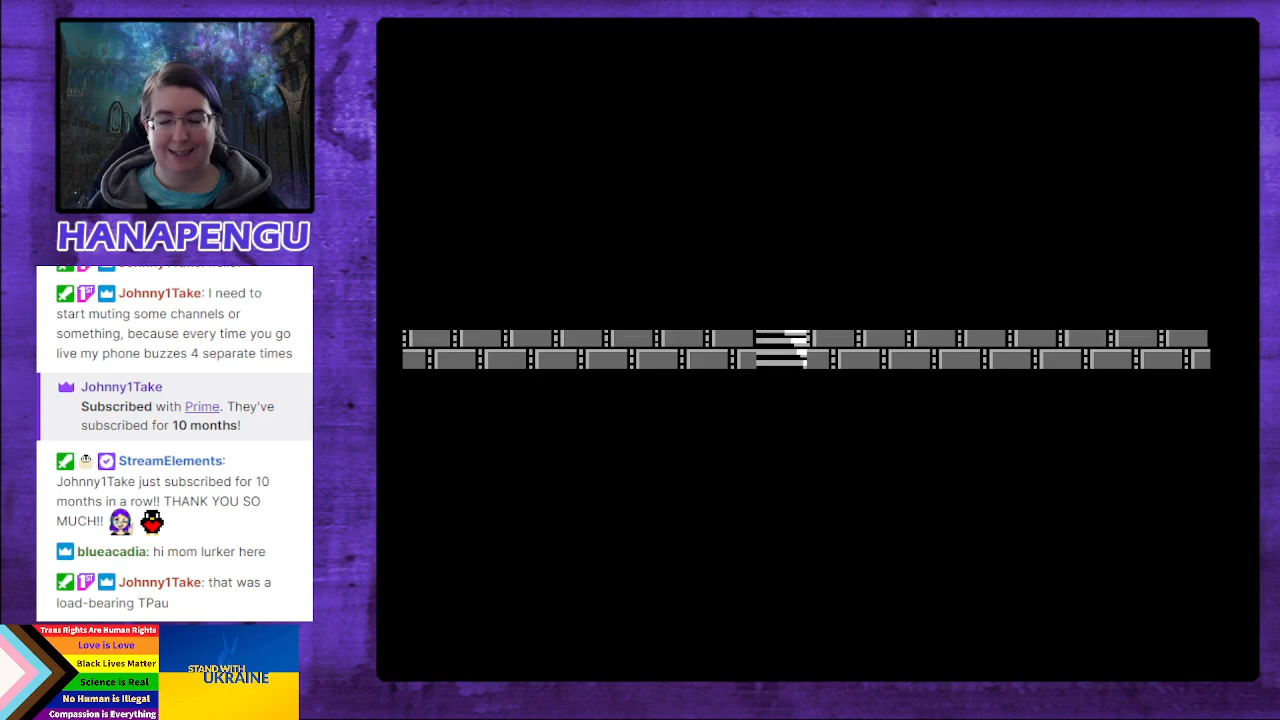 HANAPENGU
Johnny1Take: I need to
start muting some channels or
something, because every time you go
live my phone buzzes 4 separate times
Johnny1Take
Subscribed with Prime. They've
subscribed for 10 months!
StreamElements:
Johnny1Take just subscribed for 10
months in a row!! THANK YOU SO
MUCH!!
blueacadia: hi mom lurker here
Johnny1Take: that was a
load-bearing TPau
Trans Rights Are Human Rights
Love is Love
Black Lives Matter
Science is Real
No Human is Illegal
Compassion is Everything
STAND WITH
UKRAINE